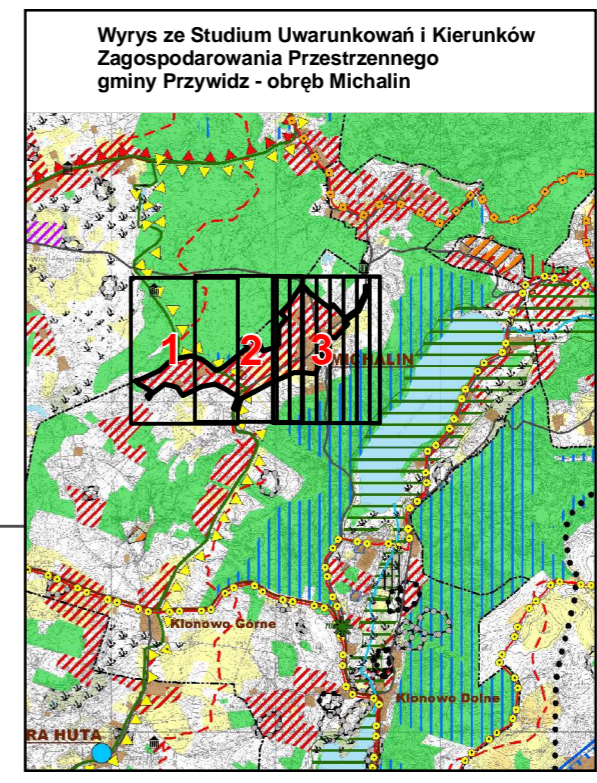 Wyrys ze Studium Uwarunkowań i Kierunków
Zagospodarowania Przestrzennego
gminy Przywidz - obręb Michalin
1
2
3
MICHALIN
Klonowo Górne
Klonowo Dolne
RA HUTA